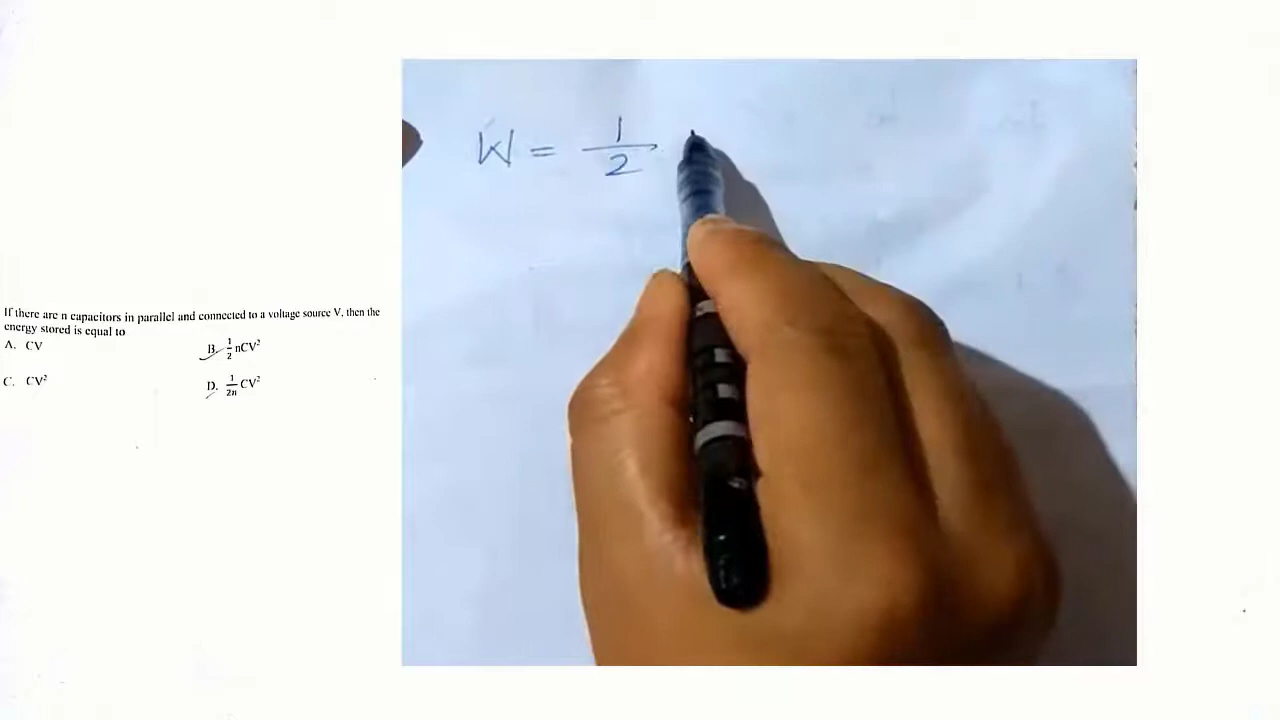 If there are n capacitors in parallel and connected to a voltage source V, then the
energy stored is equal to
A. CV
B. 1/2 nCV²
C. CV²
D. 1/2n CV²
W = 1/2